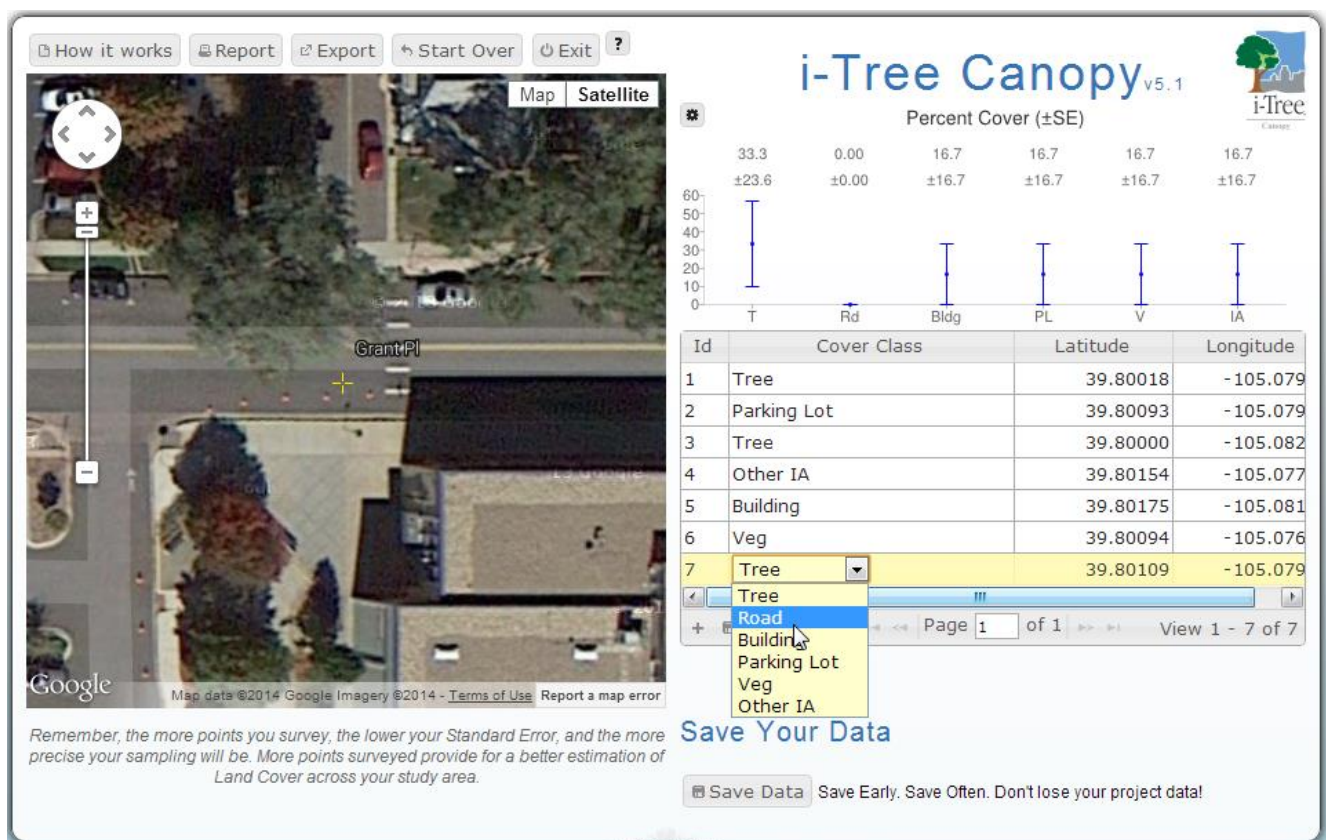 How it works Report Export Start Over Exit ?
Map Satellite
Grant Pl
Google
Map data ©2014 Google Imagery ©2014 - Terms of Use Report a map error
Remember, the more points you survey, the lower your Standard Error, and the more
precise your sampling will be. More points surveyed provide for a better estimation of
Land Cover across your study area.
i-Tree Canopy v5.1
i-Tree
Canopy
Percent Cover (±SE)
33.3 0.00 16.7 16.7 16.7 16.7
±23.6 ±0.00 ±16.7 ±16.7 ±16.7 ±16.7
60
50
40
30
20
10
0
T Rd Bldg PL V IA
Id Cover Class Latitude Longitude
1 Tree 39.80018 -105.079
2 Parking Lot 39.80093 -105.079
3 Tree 39.80000 -105.082
4 Other IA 39.80154 -105.077
5 Building 39.80175 -105.081
6 Veg 39.80094 -105.076
7 Tree 39.80109 -105.079
Tree
Road
Building
Parking Lot
Veg
Other IA
Page 1 of 1 View 1 - 7 of 7
Save Your Data
Save Data Save Early. Save Often. Don't lose your project data!